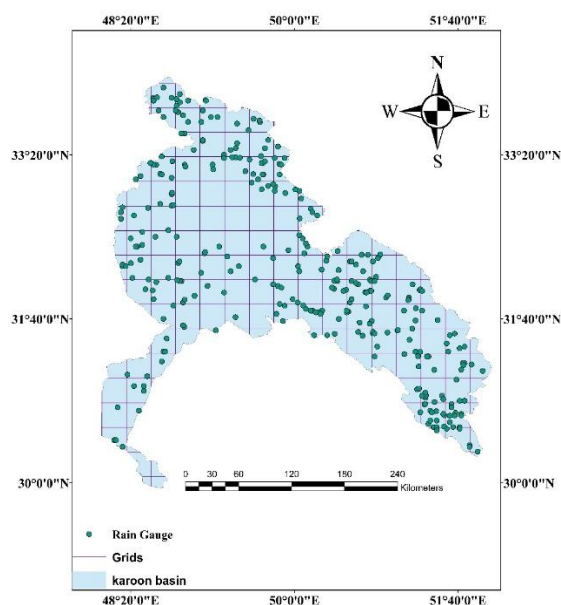 48°20'0"E 50°0'0"E 51°40'0"E
N
W E
S
33°20'0"N 33°20'0"N
31°40'0"N 31°40'0"N
30°0'0"N 30°0'0"N
0 30 60 120 180 240
Kilometers
Rain Gauge
Grids
karoon basin
48°20'0"E 50°0'0"E 51°40'0"E